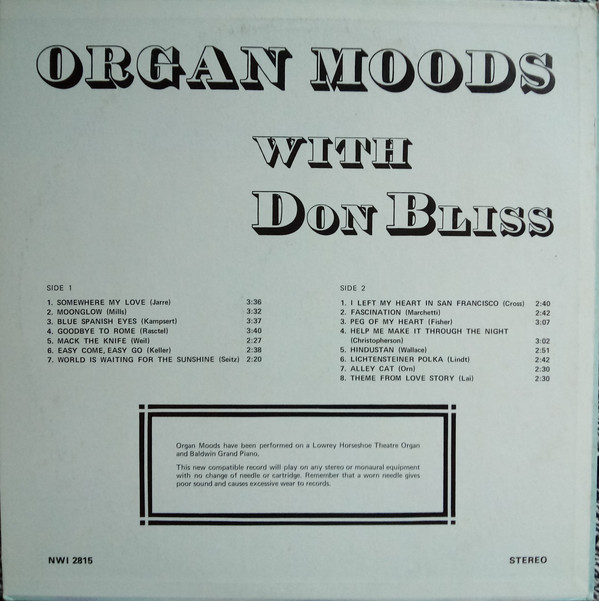 ORGAN MOODS
WITH
DON BLISS
SIDE 1
1. SOMEWHERE MY LOVE (Jarre) 3:36
2. MOONGLOW (Mills) 3:32
3. BLUE SPANISH EYES (Kampsert) 3:37
4. GOODBYE TO ROME (Rasctel) 3:40
5. MACK THE KNIFE (Weil) 2:27
6. EASY COME, EASY GO (Keller) 2:38
7. WORLD IS WAITING FOR THE SUNSHINE (Seitz) 2:20
SIDE 2
1. I LEFT MY HEART IN SAN FRANCISCO (Cross) 2:40
2. FASCINATION (Marchetti) 2:42
3. PEG OF MY HEART (Fisher) 3:07
4. HELP ME MAKE IT THROUGH THE NIGHT
(Christopherson) 3:02
5. HINDUSTAN (Wallace) 2:51
6. LICHTENSTEINER POLKA (Lindt) 2:42
7. ALLEY CAT (Orn) 2:30
8. THEME FROM LOVE STORY (Lai) 2:30
Organ Moods have been performed on a Lowrey Horseshoe Theatre Organ
and Baldwin Grand Piano.
This new compatible record will play on any stereo or monaural equipment
with no change of needle or cartridge. Remember that a worn needle gives
poor sound and causes excessive wear to records.
NWI 2815
STEREO